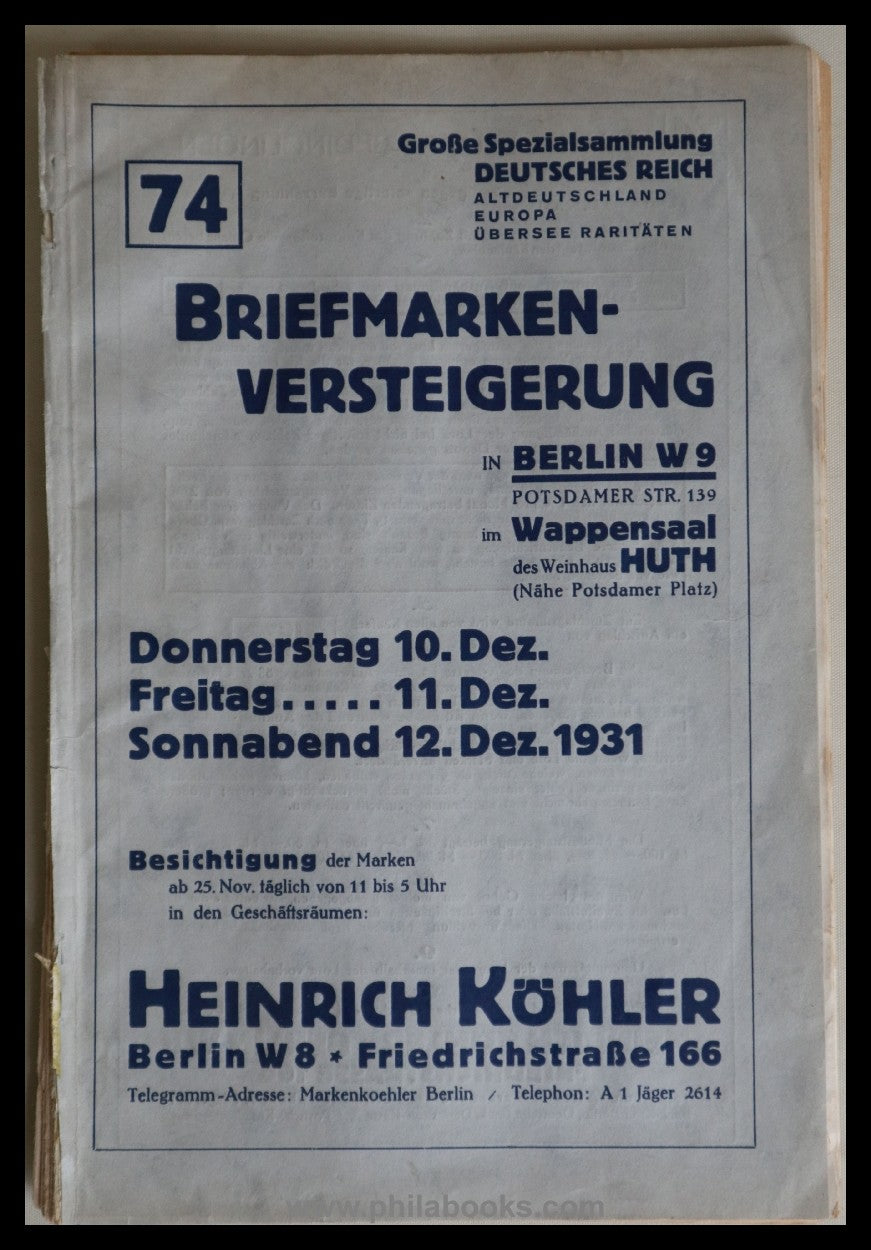 Große Spezialsammlung
DEUTSCHES REICH
ALTDEUTSCHLAND
EUROPA
ÜBERSEE RARITÄTEN
74
BRIEFMARKEN-
VERSTEIGERUNG
IN BERLIN W 9
POTSDAMER STR. 139
im Wappensaal
des Weinhaus HUTH
(Nähe Potsdamer Platz)
Donnerstag 10. Dez.
Freitag..... 11. Dez.
Sonnabend 12. Dez. 1931
Besichtigung der Marken
ab 25. Nov. täglich von 11 bis 5 Uhr
in den Geschäftsräumen:
HEINRICH KÖHLER
Berlin W 8 * Friedrichstraße 166
Telegramm-Adresse: Markenkoehler Berlin / Telephon: A 1 Jäger 2614
www.philabooks.com